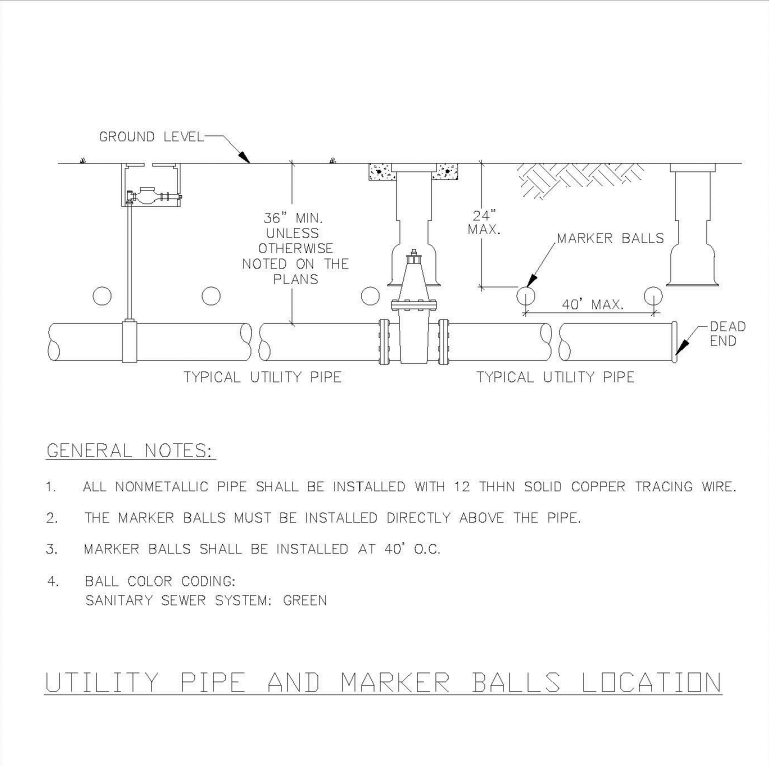 GROUND LEVEL
36" MIN.
UNLESS
OTHERWISE
NOTED ON THE
PLANS
24"
MAX.
MARKER BALLS
40' MAX.
DEAD
END
TYPICAL UTILITY PIPE
TYPICAL UTILITY PIPE
GENERAL NOTES:
1. ALL NONMETALLIC PIPE SHALL BE INSTALLED WITH 12 THHN SOLID COPPER TRACING WIRE.
2. THE MARKER BALLS MUST BE INSTALLED DIRECTLY ABOVE THE PIPE.
3. MARKER BALLS SHALL BE INSTALLED AT 40' O.C.
4. BALL COLOR CODING:
SANITARY SEWER SYSTEM: GREEN
UTILITY PIPE AND MARKER BALLS LOCATION